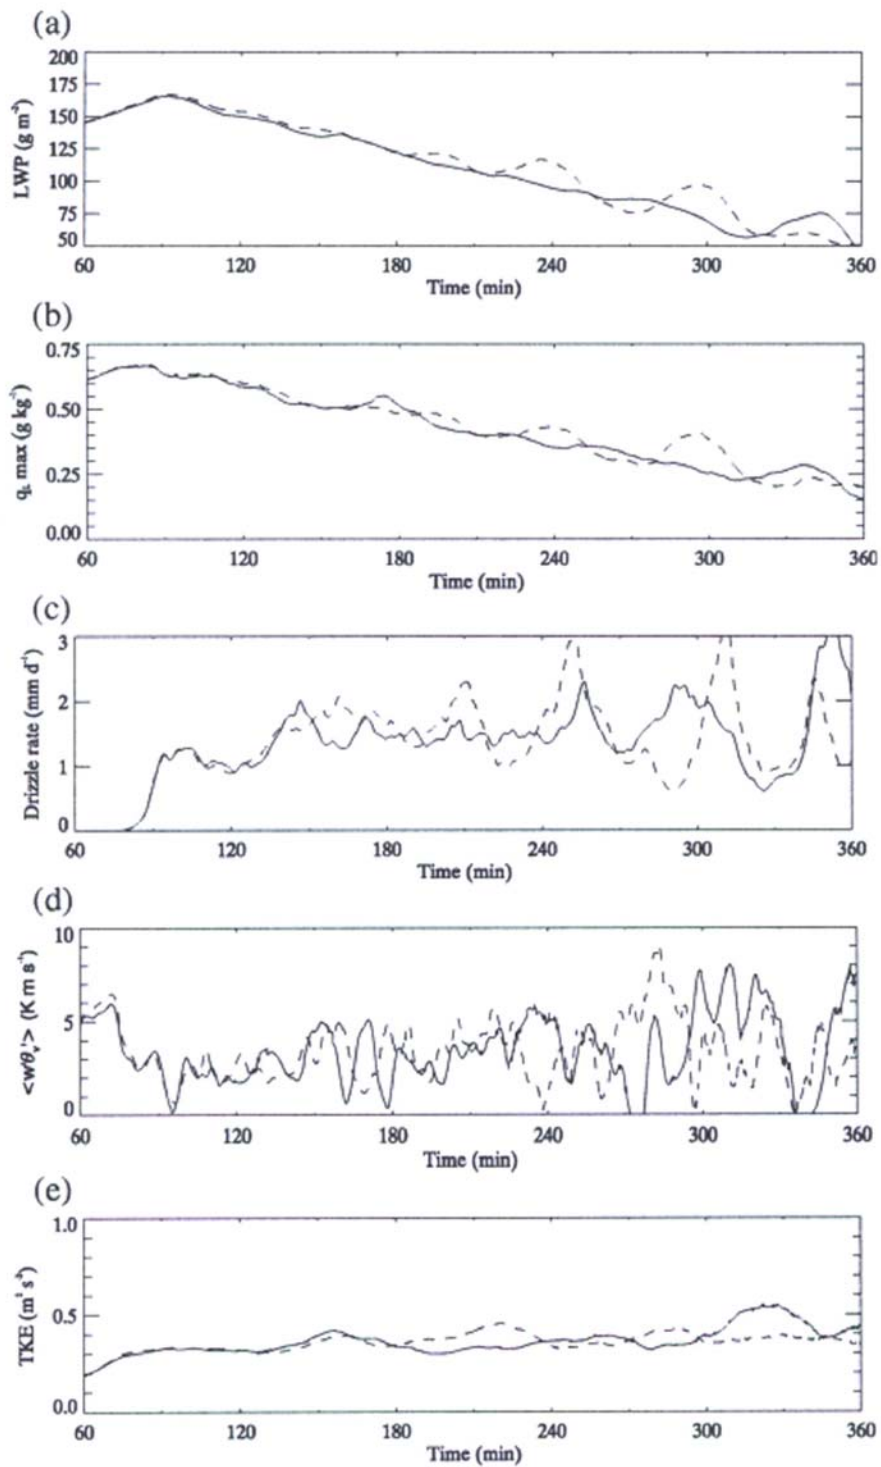 (a)
200
175
150
125
100
75
50
LWP (g m⁻²)
60 120 180 240 300 360
Time (min)
(b)
0.75
0.50
0.25
0.00
max (g kg⁻¹)
60 120 180 240 300 360
Time (min)
(c)
3
2
1
0
Drizzle rate (mm d⁻¹)
60 120 180 240 300 360
Time (min)
(d)
10
5
0
(K m s⁻¹)
60 120 180 240 300 360
Time (min)
(e)
1.0
0.5
0.0
TKE
60 120 180 240 300 360
Time (min)